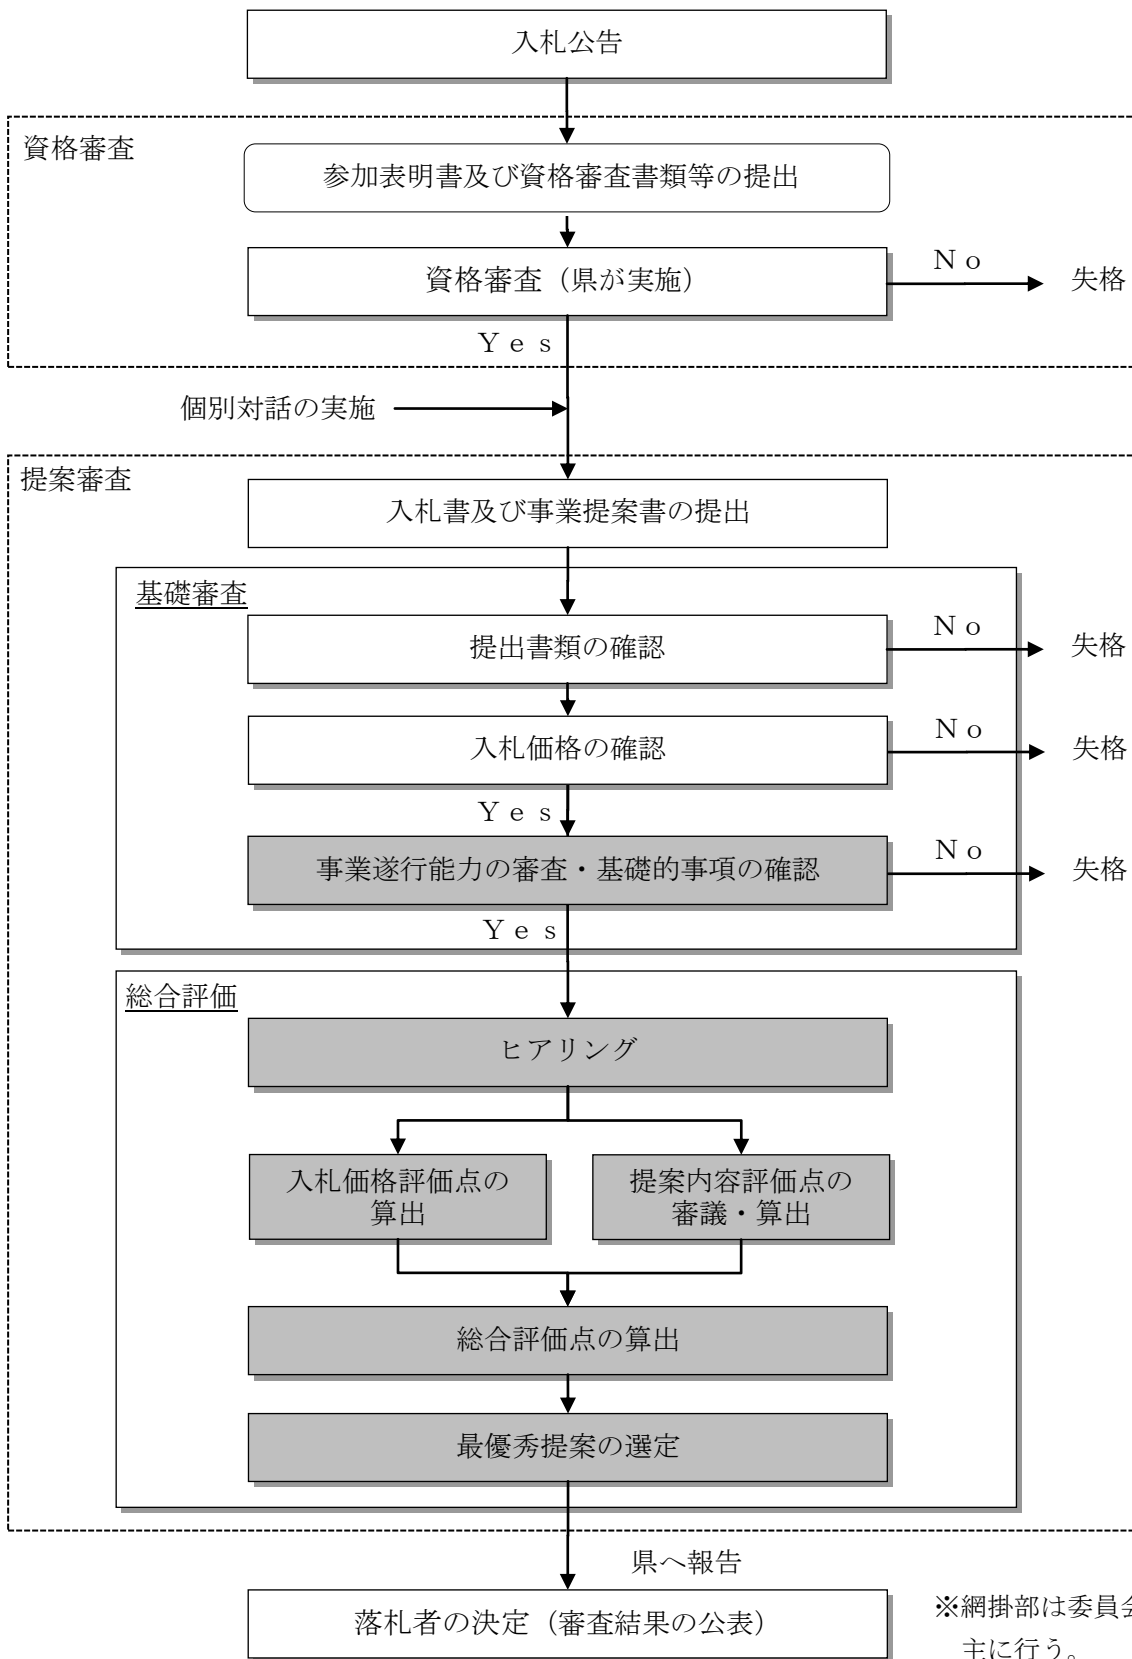 入札公告
資格審査
参加表明書及び資格審査書類等の提出
資格審査（県が実施）
Ｎｏ
失格
Ｙｅｓ
個別対話の実施
提案審査
入札書及び事業提案書の提出
基礎審査
提出書類の確認
Ｎｏ
失格
入札価格の確認
Ｎｏ
失格
Ｙｅｓ
事業遂行能力の審査・基礎的事項の確認
Ｎｏ
失格
Ｙｅｓ
総合評価
ヒアリング
入札価格評価点の
算出
提案内容評価点の
審議・算出
総合評価点の算出
最優秀提案の選定
県へ報告
落札者の決定（審査結果の公表）
※網掛部は委員会
主に行う。